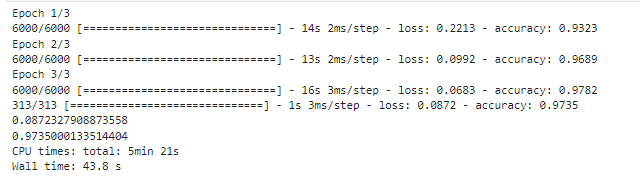 Epoch 1/3
6000/6000 [==============================] - 14s 2ms/step - loss: 0.2213 - accuracy: 0.9323
Epoch 2/3
6000/6000 [==============================] - 13s 2ms/step - loss: 0.0992 - accuracy: 0.9689
Epoch 3/3
6000/6000 [==============================] - 16s 3ms/step - loss: 0.0683 - accuracy: 0.9782
313/313 [==============================] - 1s 3ms/step - loss: 0.0872 - accuracy: 0.9735
0.0872327908873558
0.9735000133514404
CPU times: total: 5min 21s
Wall time: 43.8 s